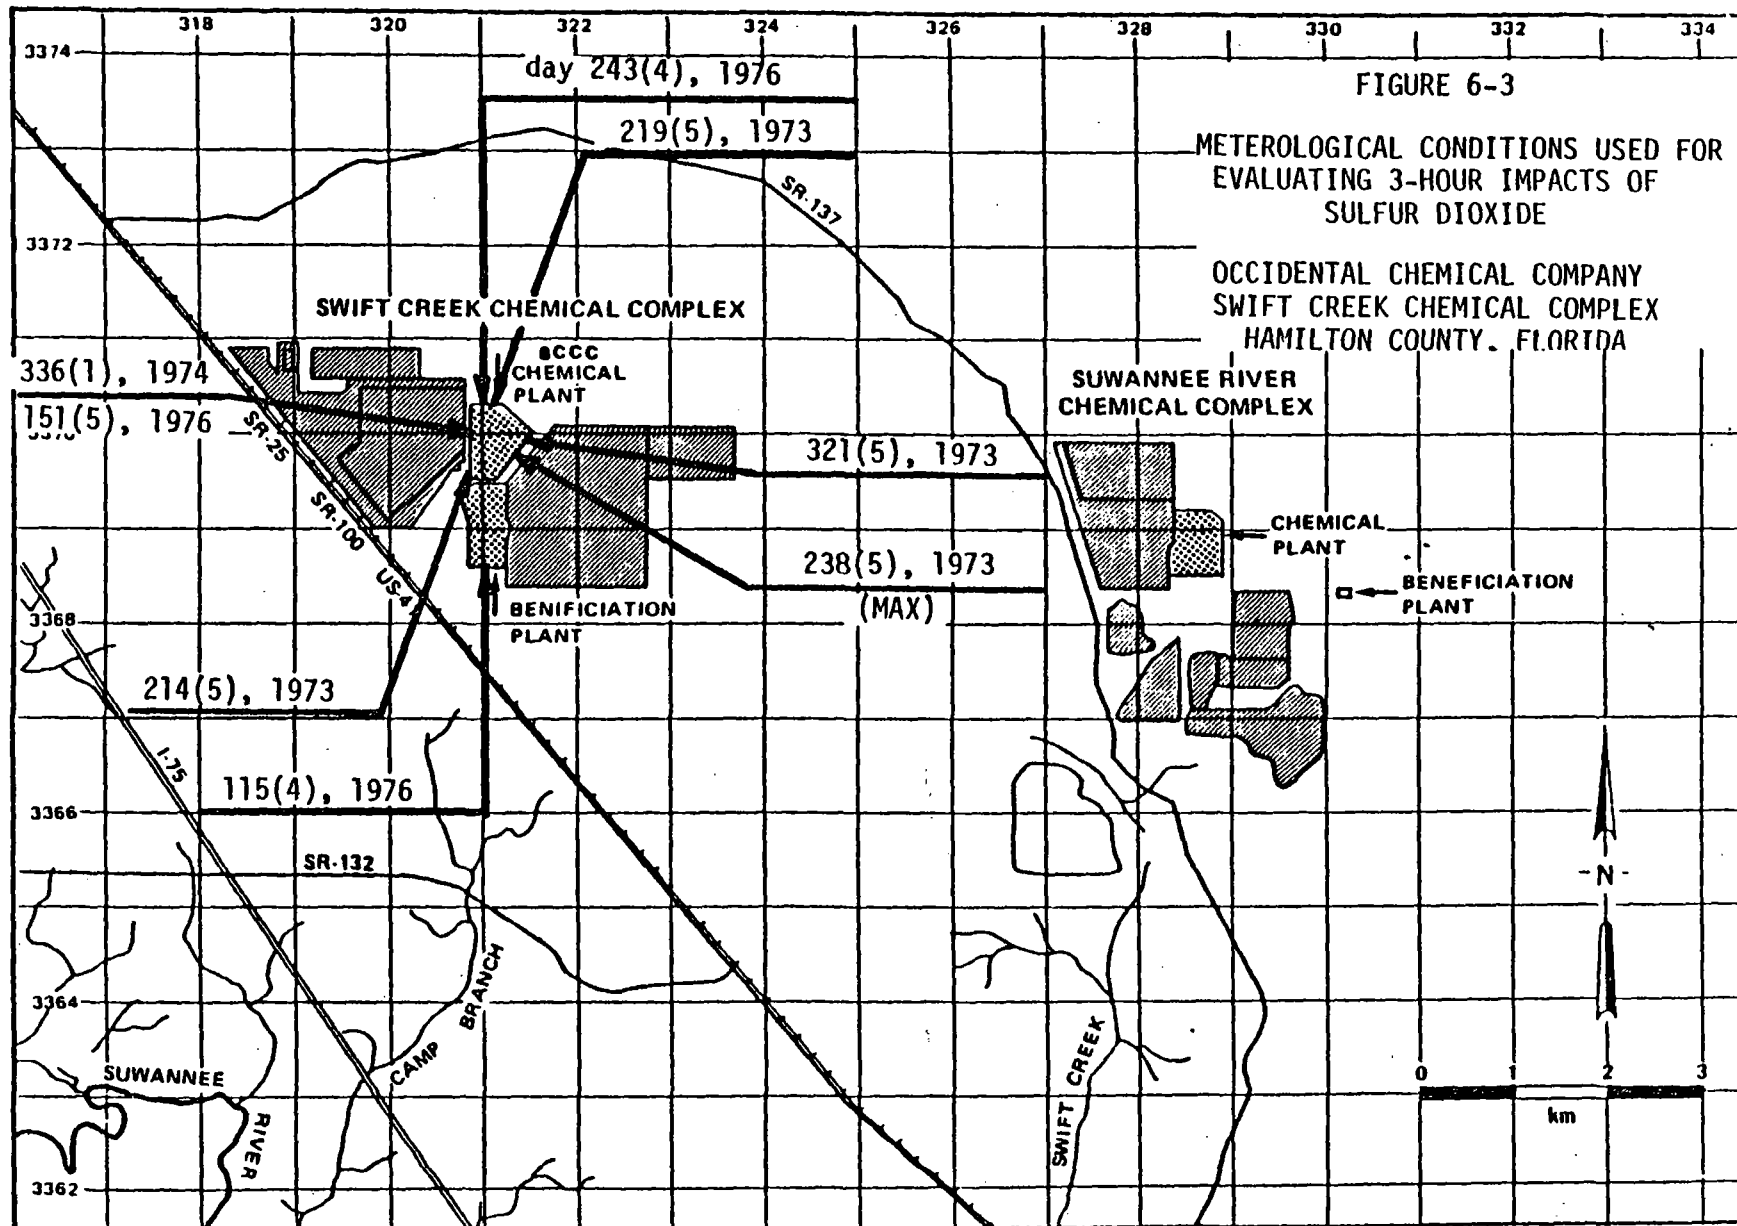 318 320 322 324 326 328 330 332 334
3374
day 243(4), 1976
219(5), 1973
FIGURE 6-3
METEROLOGICAL CONDITIONS USED FOR
EVALUATING 3-HOUR IMPACTS OF
SULFUR DIOXIDE
OCCIDENTAL CHEMICAL COMPANY
SWIFT CREEK CHEMICAL COMPLEX
HAMILTON COUNTY. FLORIDA
SR-137
3372
SWIFT CREEK CHEMICAL COMPLEX
CHEMICAL
PLANT
336(1), 1974
151(5), 1976
3370
SR-25
SR-100
US-41
SUWANNEE RIVER
CHEMICAL COMPLEX
321(5), 1973
238(5), 1973
(MAX)
CHEMICAL
PLANT
BENEFICIATION
PLANT
BENIFICIATION
PLANT
3368
214(5), 1973
I-75
115(4), 1976
3366
SR-132
-N-
3364
CAMP BRANCH
SUWANNEE
RIVER
SWIFT CREEK
0 1 2 3
km
3362